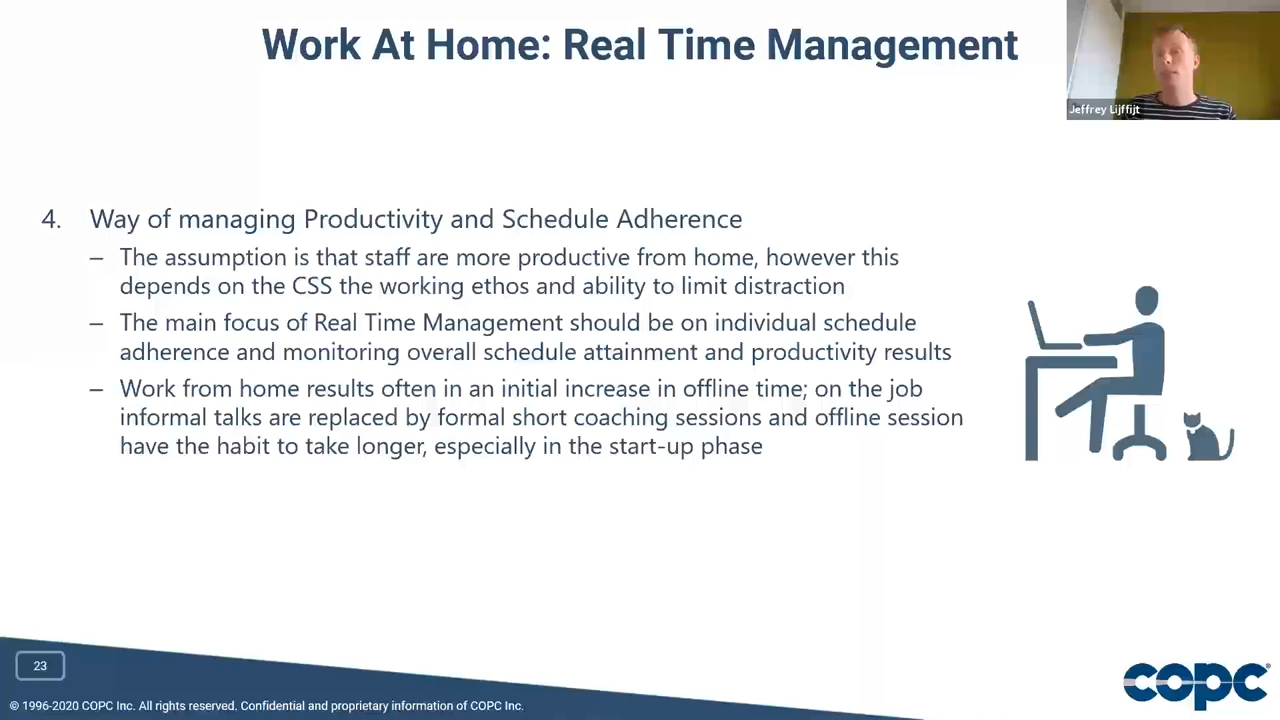 Work At Home: Real Time Management
Jeffrey Lijffijt
4. Way of managing Productivity and Schedule Adherence
– The assumption is that staff are more productive from home, however this
depends on the CSS the working ethos and ability to limit distraction
– The main focus of Real Time Management should be on individual schedule
adherence and monitoring overall schedule attainment and productivity results
– Work from home results often in an initial increase in offline time; on the job
informal talks are replaced by formal short coaching sessions and offline session
have the habit to take longer, especially in the start-up phase
23
© 1996-2020 COPC Inc. All rights reserved. Confidential and proprietary information of COPC Inc.
copc®